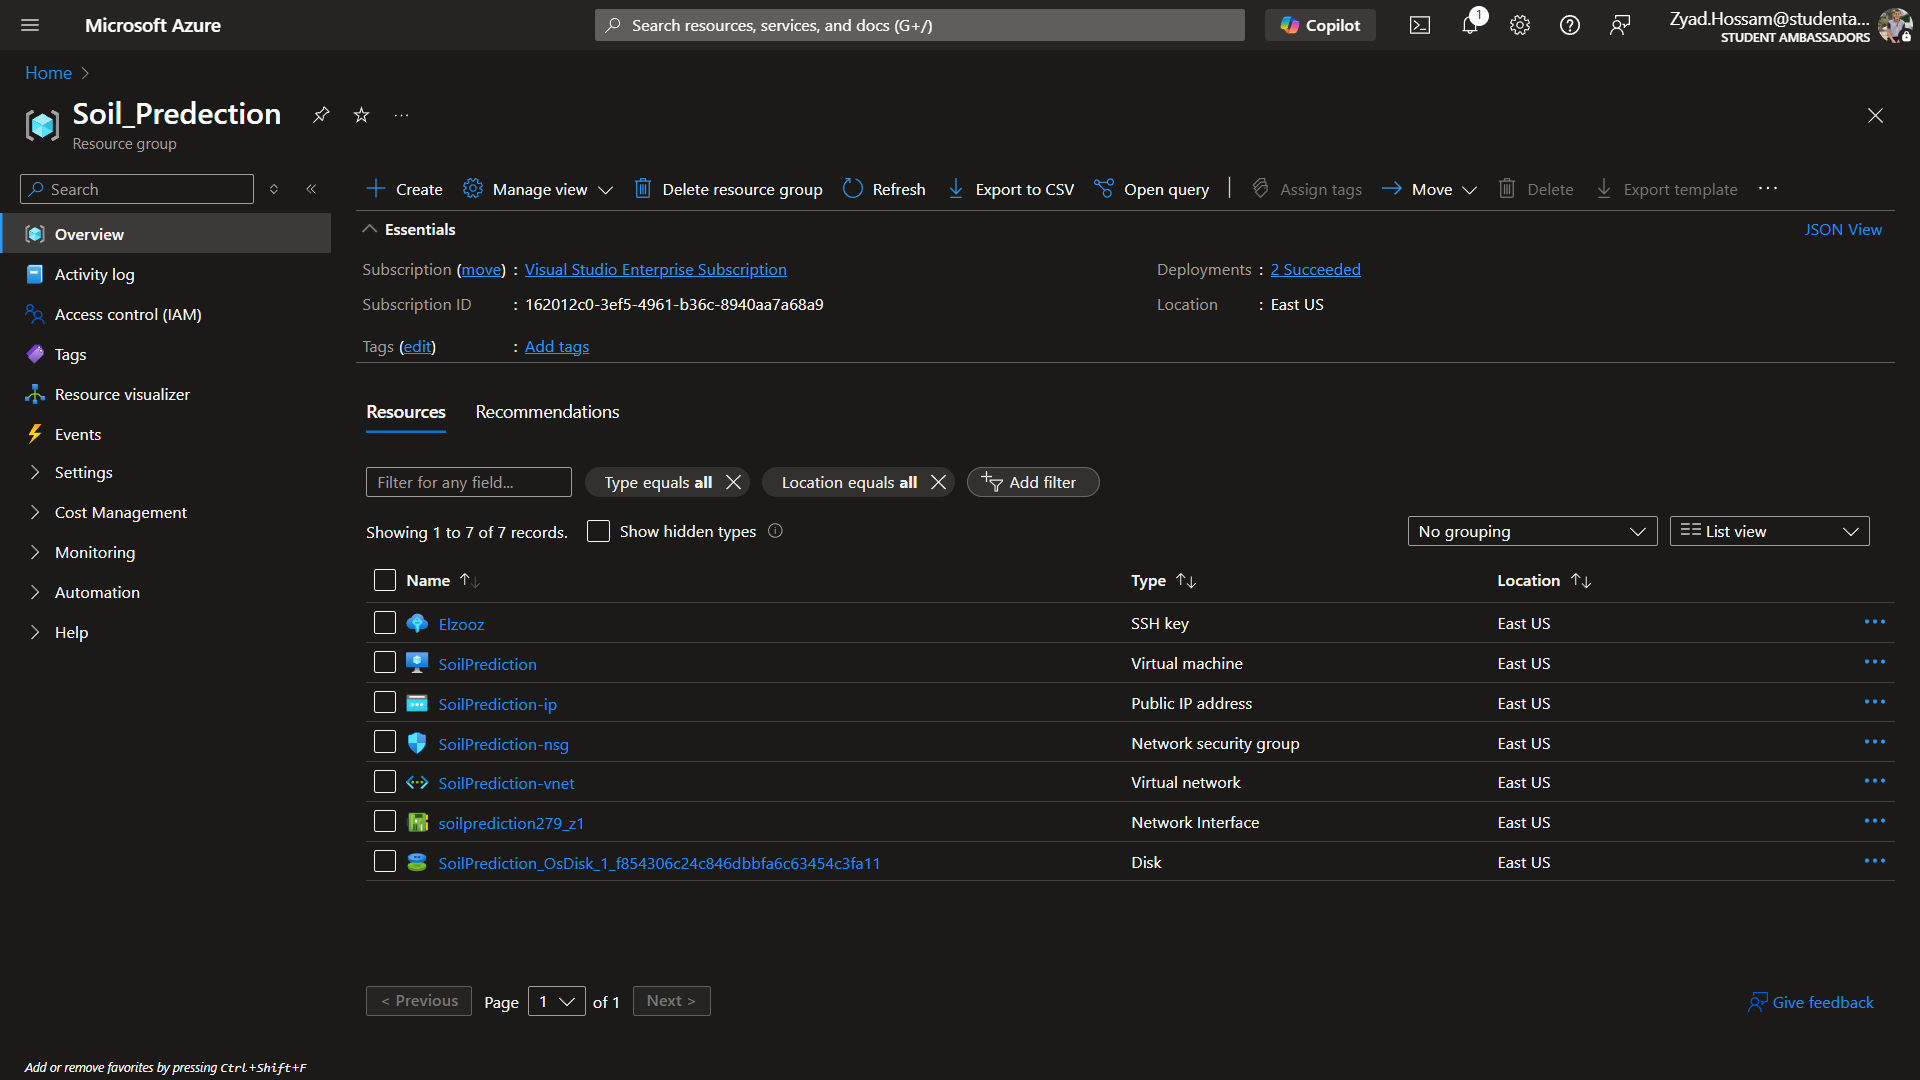 Microsoft Azure
Search resources, services, and docs (G+/)
Copilot
1
Zyad.Hossam@studenta...
STUDENT AMBASSADORS
Home
Soil_Predection
Resource group
Search
Create
Manage view
Delete resource group
Refresh
Export to CSV
Open query
Assign tags
Move
Delete
Export template
Overview
Activity log
Access control (IAM)
Tags
Resource visualizer
Events
Settings
Cost Management
Monitoring
Automation
Help
Essentials
JSON View
Subscription (move) : Visual Studio Enterprise Subscription
Subscription ID : 162012c0-3ef5-4961-b36c-8940aa7a68a9
Tags (edit) : Add tags
Deployments : 2 Succeeded
Location : East US
Resources Recommendations
Filter for any field...
Type equals all
Location equals all
Add filter
Showing 1 to 7 of 7 records.
Show hidden types
No grouping
List view
Name Type Location
Elzooz SSH key East US
SoilPrediction Virtual machine East US
SoilPrediction-ip Public IP address East US
SoilPrediction-nsg Network security group East US
SoilPrediction-vnet Virtual network East US
soilprediction279_z1 Network Interface East US
SoilPrediction_OsDisk_1_f854306c24c846dbbfa6c63454c3fa11 Disk East US
< Previous Page 1 of 1 Next >
Give feedback
Add or remove favorites by pressing Ctrl+Shift+F